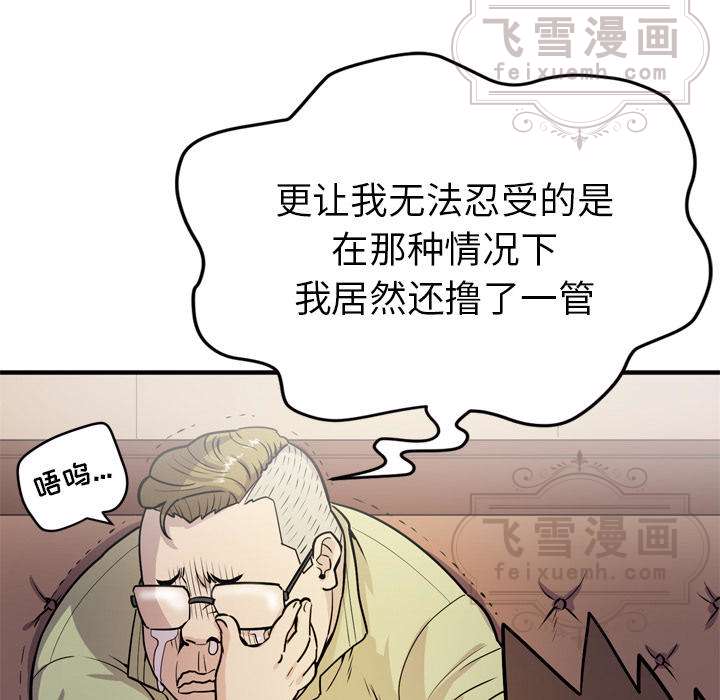 飞雪漫画
feixuemh.com
更让我无法忍受的是
在那种情况下
我居然还撸了一管
唔呜...
飞雪漫画
feixuemh.com